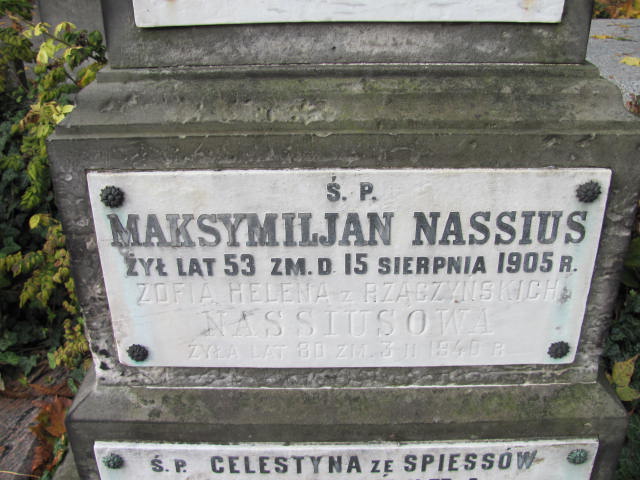 Ś. P.
MAKSYMILJAN NASSIUS
ŻYŁ LAT 53 ZM. D. 15 SIERPNIA 1905 R.
ZOFIA HELENA z RZĄCZYŃSKICH
NASSIUSOWA
ŻYŁA LAT 80 ZM. 3 II 1940 R
Ś. P. CELESTYNA ZĘ SPIESSÓW